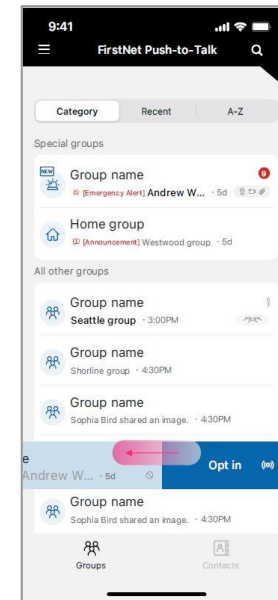 9:41
FirstNet Push-to-Talk
Category Recent A-Z
Special groups
NEW
Group name 9
[Emergency Alert] Andrew W... · 5d
Home group
[Announcement] Westwood group · 5d
All other groups
Group name
Seattle group · 3:00PM
Group name
Shorline group · 4:30PM
Group name
Sophia Bird shared an image. · 4:30PM
e
Andrew W... · 5d
Opt in
Group name
Sophia Bird shared an image. · 4:30PM
Groups Contacts